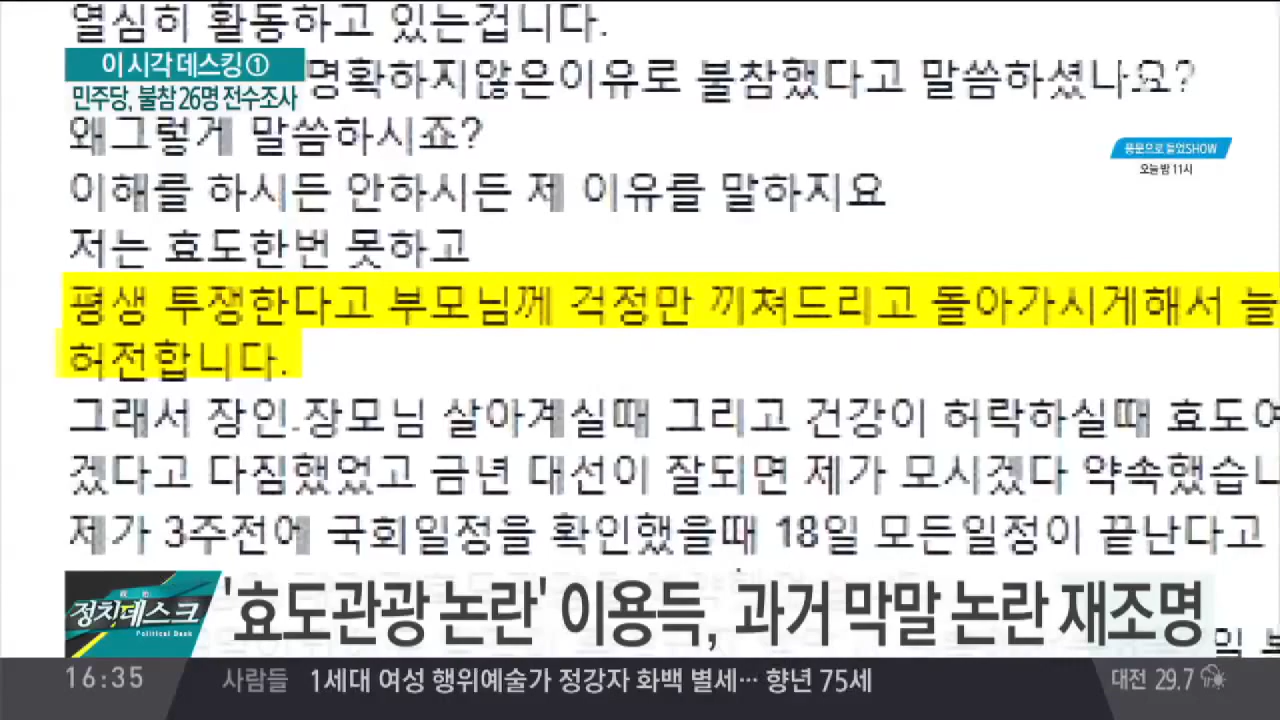 열심히 활동하고 있는겁니다.
이 시각 데스킹 ①
민주당, 불참 26명 전수조사
명확하지않은이유로 불참했다고 말씀하셨나요?
왜그렇게 말씀하시죠?
풍문으로 들었SHOW
오늘 밤 11시
이해를 하시든 안하시든 제 이유를 말하지요
저는 효도한번 못하고
평생 투쟁한다고 부모님께 걱정만 끼쳐드리고 돌아가시게해서 늘
허전합니다.
그래서 장인.장모님 살아계실때 그리고 건강이 허락하실때 효도여
겠다고 다짐했었고 금년 대선이 잘되면 제가 모시겠다 약속했습니
제가 3주전에 국회일정을 확인했을때 18일 모든일정이 끝난다고
정치데스크
Political Desk
'효도관광 논란' 이용득, 과거 막말 논란 재조명
16:35 사람들 1세대 여성 행위예술가 정강자 화백 별세… 향년 75세 대전 29.7